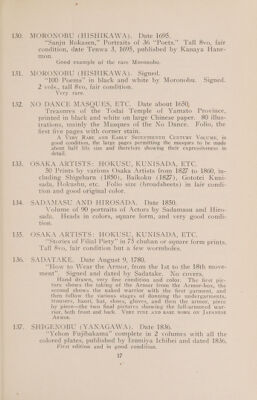 130. MORONOBU (HISHIKAWA). Date 1695.
"Sanju Rokasen," Portraits of 36 "Poets." Tall 8vo, fair
condition, date Tenwa 3, 1695, published by Kansaya Hane-
mon.
Good example of the rare Moronobu.
131. MORONOBU (HISHIKAWA). Signed.
"100 Poems" in black and white by Moronobu. Signed.
2 vols., tall 8vo, fair condition.
Very rare.
132. NO DANCE MASQUES, ETC. Date about 1650.
Treasures of the Todai Temple of Yamato Province,
printed in black and white on large Chinese paper. 80 illus-
trations, mainly the Masques of the No Dance. Folio, the
first five pages with corner stain.
A Very Rare and Early Seventeenth Century Volume, in
good condition, the large pages permitting the masques to be made
about half life size and therefore showing their expressiveness in
detail.
133. OSAKA ARTISTS: HOKUSU, KUNISADA, ETC.
50 Prints by various Osaka Artists from 1827 to 1860, in-
cluding Shigeharu (1850), Baikoku (1827), Gototei Kuni-
sada, Hokushu, etc. Folio size (broadsheets) in fair condi-
tion and good original color.
134. SADAMASU AND HIROSADA. Date 1850.
Volume of 90 portraits of Actors by Sadamasu and Hiro-
sada. Heads in colors, square form, and very good condi-
tion.
135. OSAKA ARTISTS: HOKUSU, KUNISADA, ETC.
"Stories of Filial Piety" in 75 chuban or square form prints.
Tall 8vo, fair condition but a few wormholes.
136. SADATAKE. Date August 9, 1780.
"How to Wear the Armor, from the 1st to the 18th move-
ment" Signed and dated by Sadatake. No covers.
Hand drawn, very fine condition and color: The first pic-
ture shows the taking of the Armor from the Armor-box, the
second shows the naked warrior with the first garment, and
then follow the various stages of donning the undergarments,
trousers, haori, hat, shoes, gloves, and then the armor, piece
by piece—the two final pictures showing the full-armored war-
rior, both front and back. Very fine and rare work on Japanese
Armor.
137. SHIGENOBU (YANAGAWA). Date 1836.
"Yehon Fujibakama" complete in 2 volumes with all the
colored plates, published by Izumiya Ichibei and dated 1836.
First edition and in good condition.
17